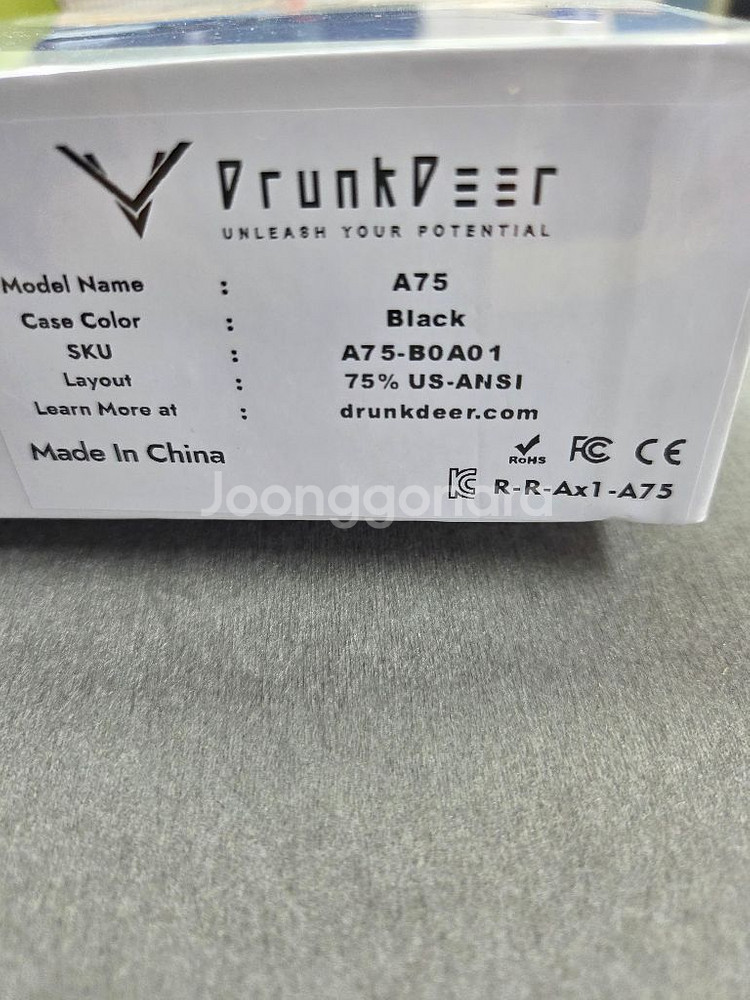 DrunkDeer
UNLEASH YOUR POTENTIAL
Model Name : A75
Case Color : Black
SKU : A75-B0A01
Layout : 75% US-ANSI
Learn More at : drunkdeer.com
Made In China
RoHS FC CE
KC R-R-Ax1-A75
Joonggonara